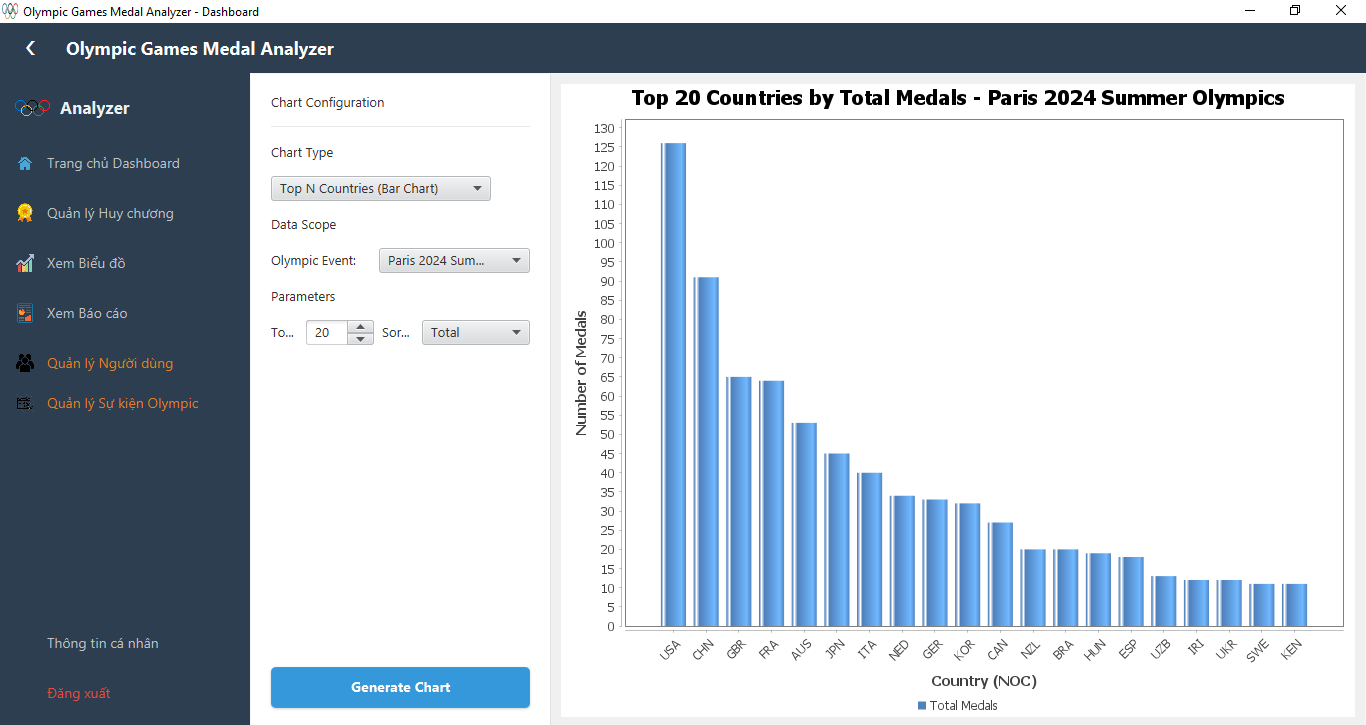 Olympic Games Medal Analyzer - Dashboard
Olympic Games Medal Analyzer
Analyzer
Trang chủ Dashboard
Quản lý Huy chương
Xem Biểu đồ
Xem Báo cáo
Quản lý Người dùng
Quản lý Sự kiện Olympic
Thông tin cá nhân
Đăng xuất
Chart Configuration
Chart Type
Top N Countries (Bar Chart)
Data Scope
Olympic Event:
Paris 2024 Sum...
Parameters
To... 20 Sor... Total
Generate Chart
Top 20 Countries by Total Medals - Paris 2024 Summer Olympics
Number of Medals
130
125
120
115
110
105
100
95
90
85
80
75
70
65
60
55
50
45
40
35
30
25
20
15
10
5
0
USA CHN GBR FRA AUS JPN ITA NED GER KOR CAN NZL BRA HUN ESP UZB IRI UKR SWE KEN
Country (NOC)
Total Medals